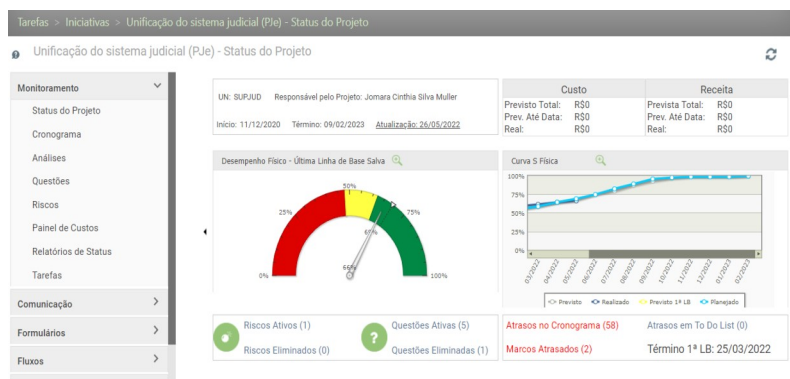 Tarefas > Iniciativas > Unificação do sistema judicial (PJe) - Status do Projeto
Unificação do sistema judicial (PJe) - Status do Projeto
Monitoramento
Status do Projeto
Cronograma
Análises
Questões
Riscos
Painel de Custos
Relatórios de Status
Tarefas
Comunicação
Formulários
Fluxos
UN: SUPJUD Responsável pelo Projeto: Jomara Cinthia Silva Muller
Início: 11/12/2020 Término: 09/02/2023 Atualização: 26/05/2022
Custo
Previsto Total: R$0
Prev. Até Data: R$0
Real: R$0
Receita
Prevista Total: R$0
Prev. Até Data: R$0
Real: R$0
Desempenho Físico - Última Linha de Base Salva
50%
25% 75%
0% 66% 100%
Curva S Física
100%
75%
50%
25%
0%
03/2022 04/2022 05/2022 06/2022 07/2022 08/2022 09/2022 10/2022 11/2022 12/2022 01/2023 02/2023
Previsto Realizado Previsto 1ª LB Planejado
Riscos Ativos (1) Questões Ativas (5)
Riscos Eliminados (0) Questões Eliminadas (1)
Atrasos no Cronograma (58) Atrasos em To Do List (0)
Marcos Atrasados (2) Término 1ª LB: 25/03/2022